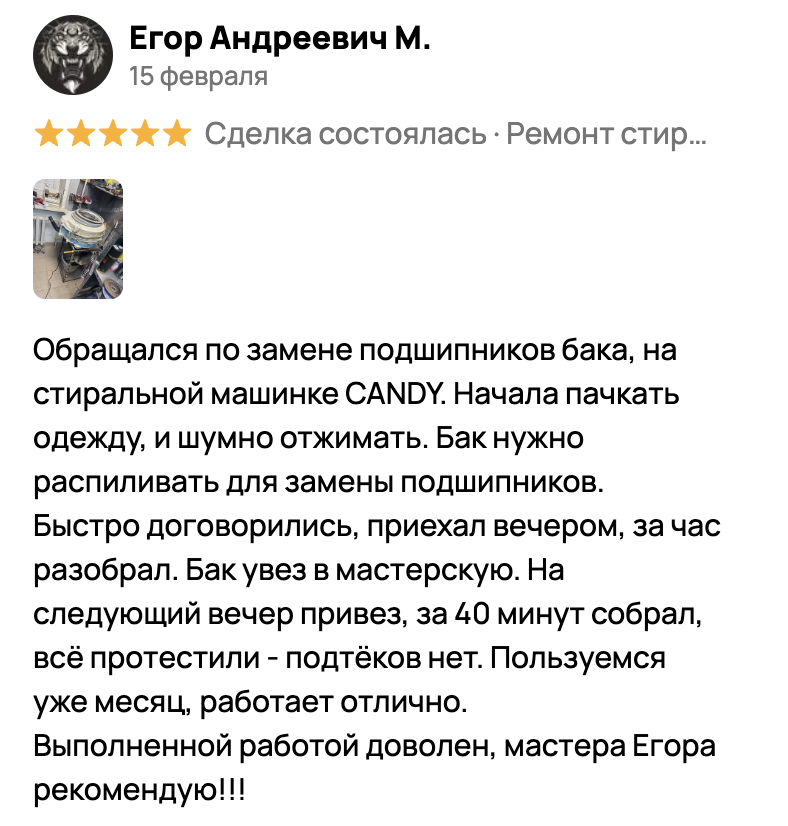 Егор Андреевич М.
15 февраля
Сделка состоялась · Ремонт стир...
Обращался по замене подшипников бака, на
стиральной машинке CANDY. Начала пачкать
одежду, и шумно отжимать. Бак нужно
распиливать для замены подшипников.
Быстро договорились, приехал вечером, за час
разобрал. Бак увез в мастерскую. На
следующий вечер привез, за 40 минут собрал,
всё протестили - подтёков нет. Пользуемся
уже месяц, работает отлично.
Выполненной работой доволен, мастера Егора
рекомендую!!!